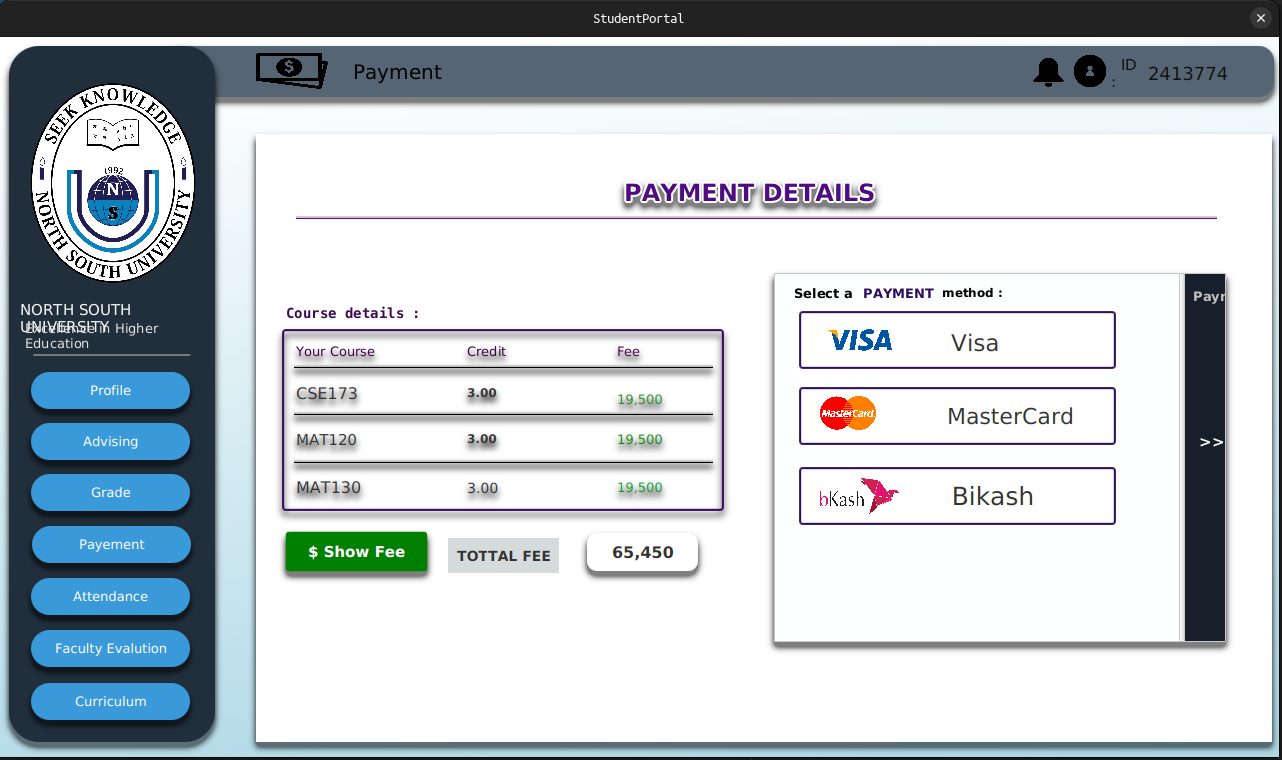 StudentPortal
Payment
ID : 2413774
SEEK KNOWLEDGE
1992
N
S
NORTH SOUTH UNIVERSITY
NORTH SOUTH
UNIVERSITY
Excellence in Higher
Education
Profile
Advising
Grade
Payement
Attendance
Faculty Evalution
Curriculum
PAYMENT DETAILS
Course details :
Your Course Credit Fee
CSE173 3.00 19,500
MAT120 3.00 19,500
MAT130 3.00 19,500
$ Show Fee TOTTAL FEE 65,450
Select a PAYMENT method :
VISA Visa
MasterCard. MasterCard
bKash Bikash
Payr
>>